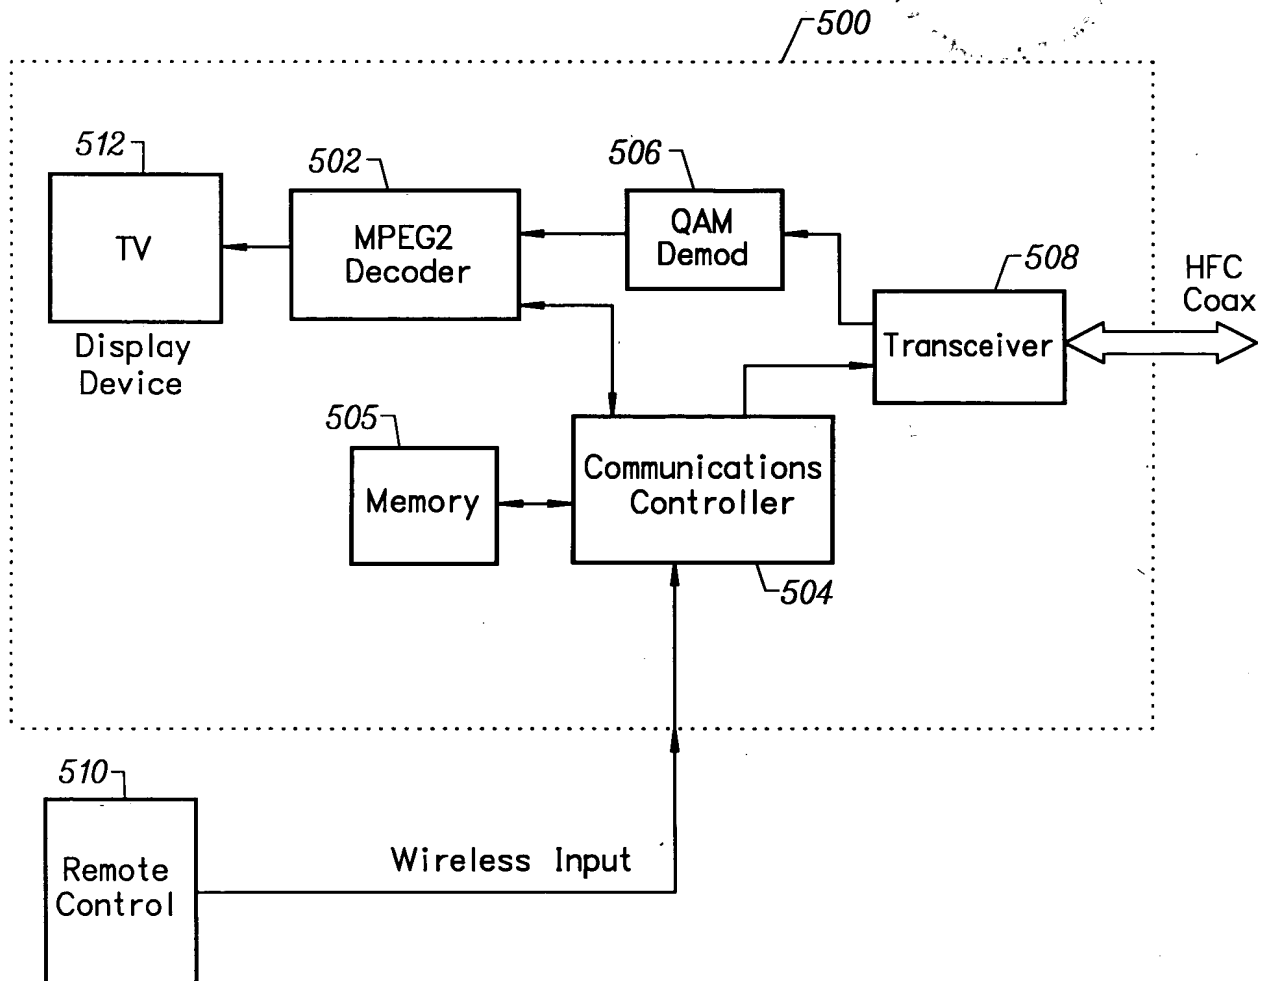 500
512
502
506
TV
MPEG2
Decoder
QAM
Demod
508
HFC
Coax
Transceiver
Display
Device
505
Memory
Communications
Controller
504
510
Remote
Control
Wireless Input